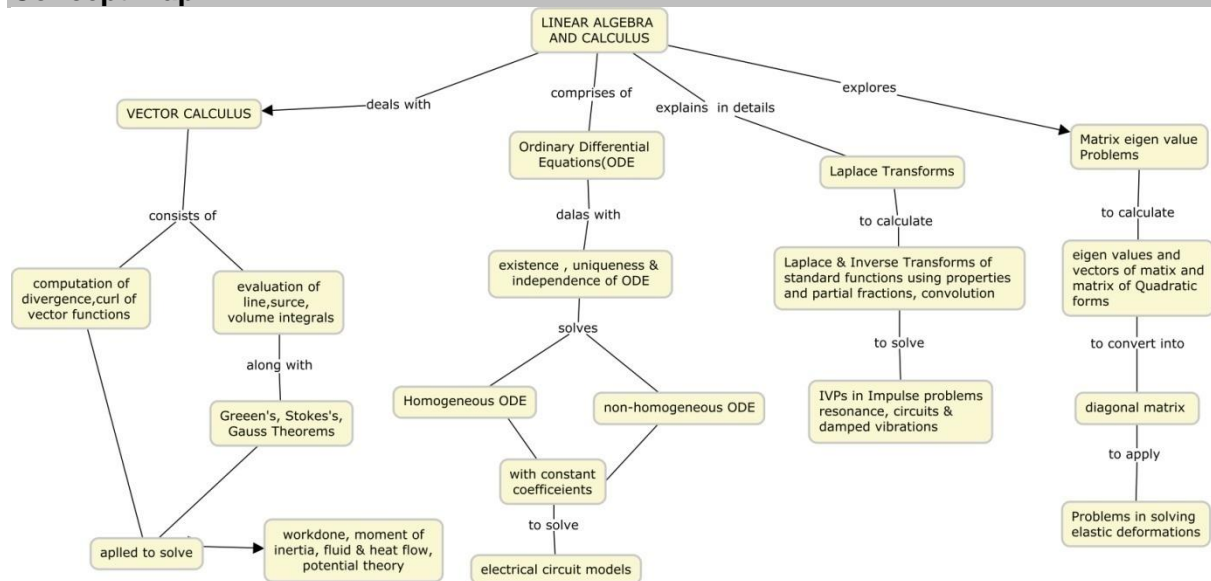 LINEAR ALGEBRA
AND CALCULUS
deals with
comprises of
explains in details
explores
VECTOR CALCULUS
consists of
computation of
divergence,curl of
vector functions
evaluation of
line,surce,
volume integrals
along with
Greeen's, Stokes's,
Gauss Theorems
aplled to solve
workdone, moment of
inertia, fluid & heat flow,
potential theory
Ordinary Differential
Equations(ODE
dalas with
existence , uniqueness &
independence of ODE
solves
Homogeneous ODE
non-homogeneous ODE
with constant
coefficeients
to solve
electrical circuit models
Laplace Transforms
to calculate
Laplace & Inverse Transforms of
standard functions using properties
and partial fractions, convolution
to solve
IVPs in Impulse problems
resonance, circuits &
damped vibrations
Matrix eigen value
Problems
to calculate
eigen values and
vectors of matix and
matrix of Quadratic
forms
to convert into
diagonal matrix
to apply
Problems in solving
elastic deformations